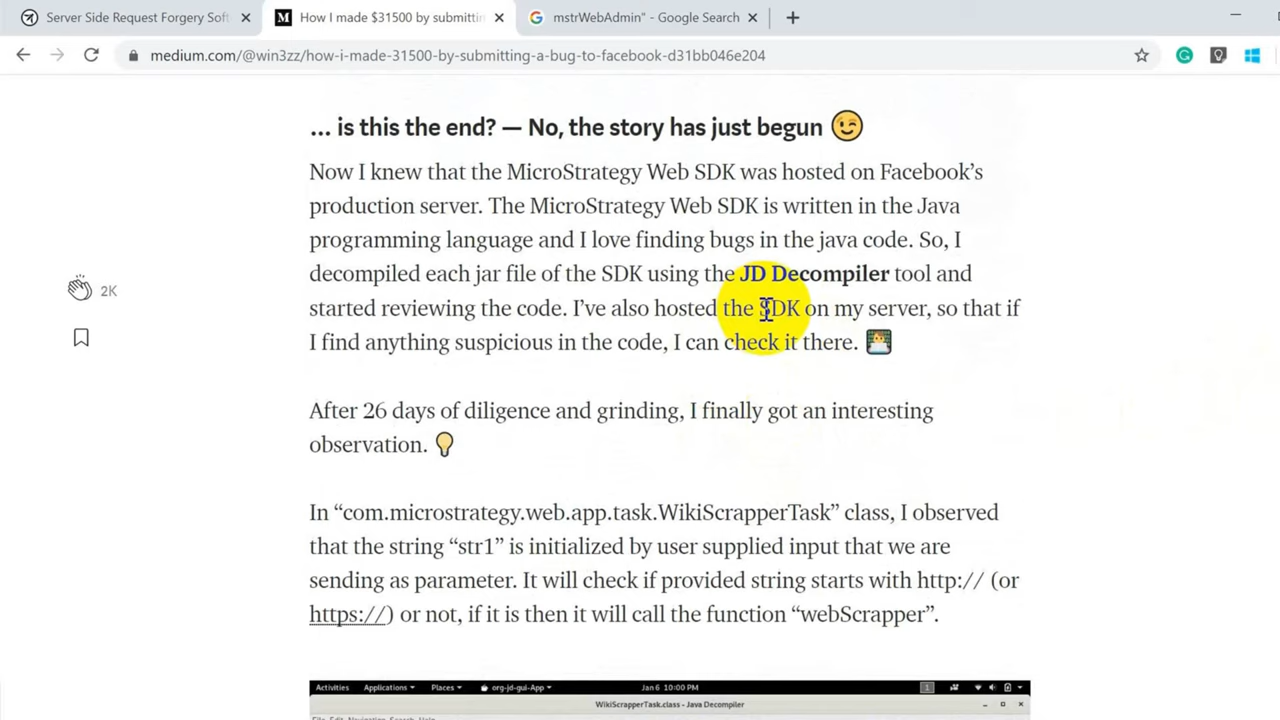 Server Side Request Forgery Soft
How I made $31500 by submittin
mstrWebAdmin" - Google Search
medium.com/@win3zz/how-i-made-31500-by-submitting-a-bug-to-facebook-d31bb046e204
... is this the end? — No, the story has just begun 😉
Now I knew that the MicroStrategy Web SDK was hosted on Facebook's
production server. The MicroStrategy Web SDK is written in the Java
programming language and I love finding bugs in the java code. So, I
decompiled each jar file of the SDK using the JD Decompiler tool and
started reviewing the code. I've also hosted the SDK on my server, so that if
I find anything suspicious in the code, I can check it there. 👨‍💻
2K
After 26 days of diligence and grinding, I finally got an interesting
observation. 💡
In “com.microstrategy.web.app.task.WikiScrapperTask” class, I observed
that the string “str1” is initialized by user supplied input that we are
sending as parameter. It will check if provided string starts with http:// (or
https://) or not, if it is then it will call the function “webScrapper”.
Activities Applications Places org-jd-gui-App Jan 6 10:00 PM 1
WikiScrapperTask.class - Java Decompiler
File Edit Navigation Search Help